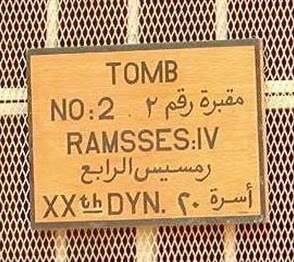 TOMB
NO:2 . مقبرة رقم ٢
RAMSSES:IV
رمسيس الرابع
XXth DYN. أسرة ٢٠